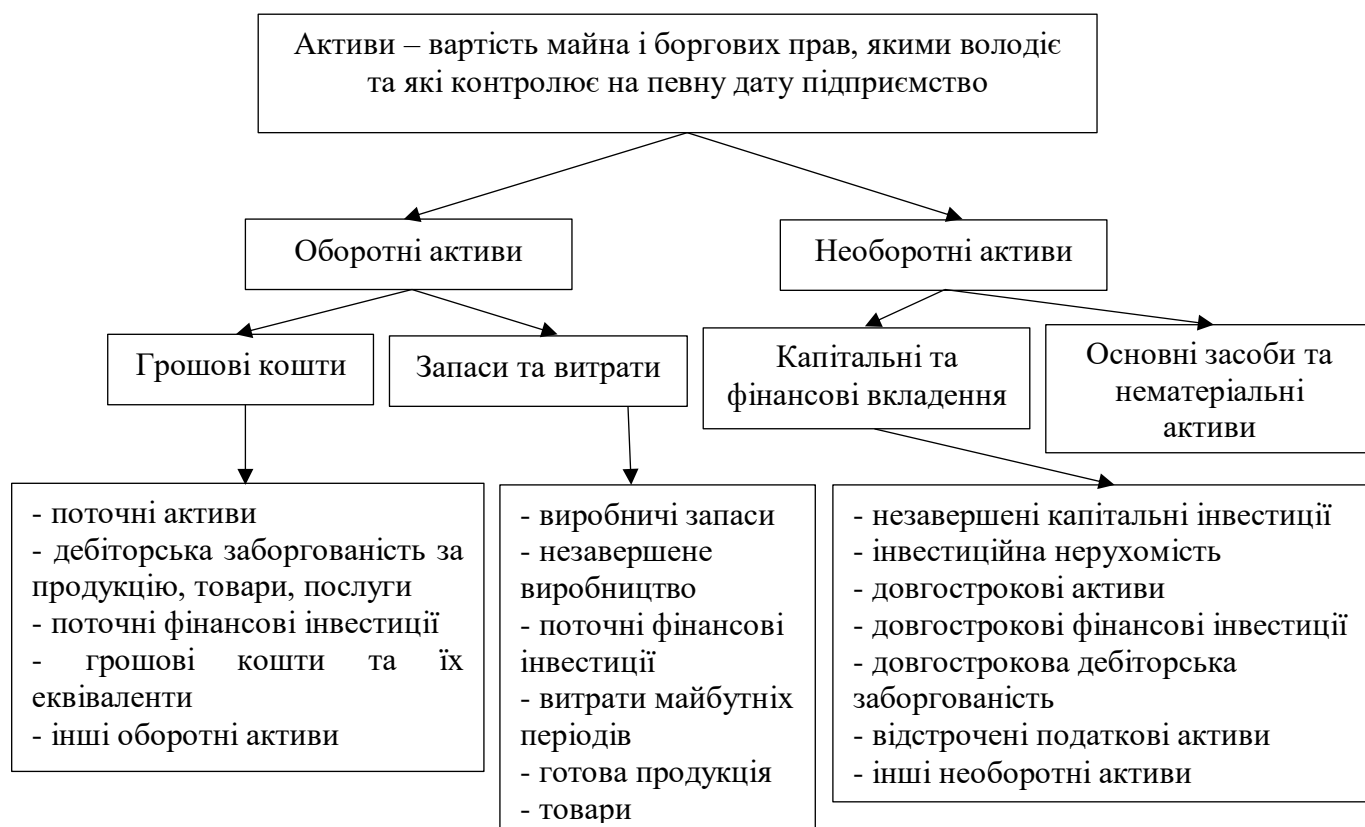 Активи – вартість майна і боргових прав, якими володіє
та які контролює на певну дату підприємство
Оборотні активи
Необоротні активи
Грошові кошти
Запаси та витрати
Капітальні та
фінансові вкладення
Основні засоби та
нематеріальні
активи
- поточні активи
- дебіторська заборгованість за
продукцію, товари, послуги
- поточні фінансові інвестиції
- грошові кошти та їх
еквіваленти
- інші оборотні активи
- виробничі запаси
- незавершене
виробництво
- поточні фінансові
інвестиції
- витрати майбутніх
періодів
- готова продукція
- товари
- незавершені капітальні інвестиції
- інвестиційна нерухомість
- довгострокові активи
- довгострокові фінансові інвестиції
- довгострокова дебіторська
заборгованість
- відстрочені податкові активи
- інші необоротні активи